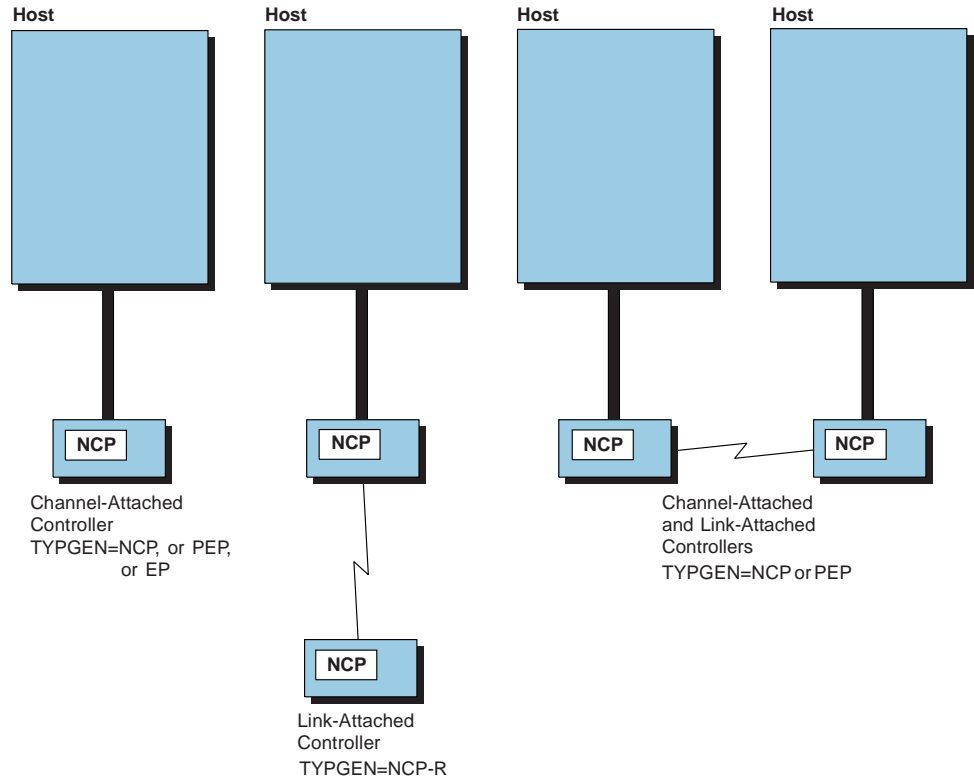 Host
Host
Host
Host
NCP
NCP
NCP
NCP
Channel-Attached
Controller
TYPGEN=NCP, or PEP,
or EP
Channel-Attached
and Link-Attached
Controllers
TYPGEN=NCP or PEP
NCP
Link-Attached
Controller
TYPGEN=NCP-R